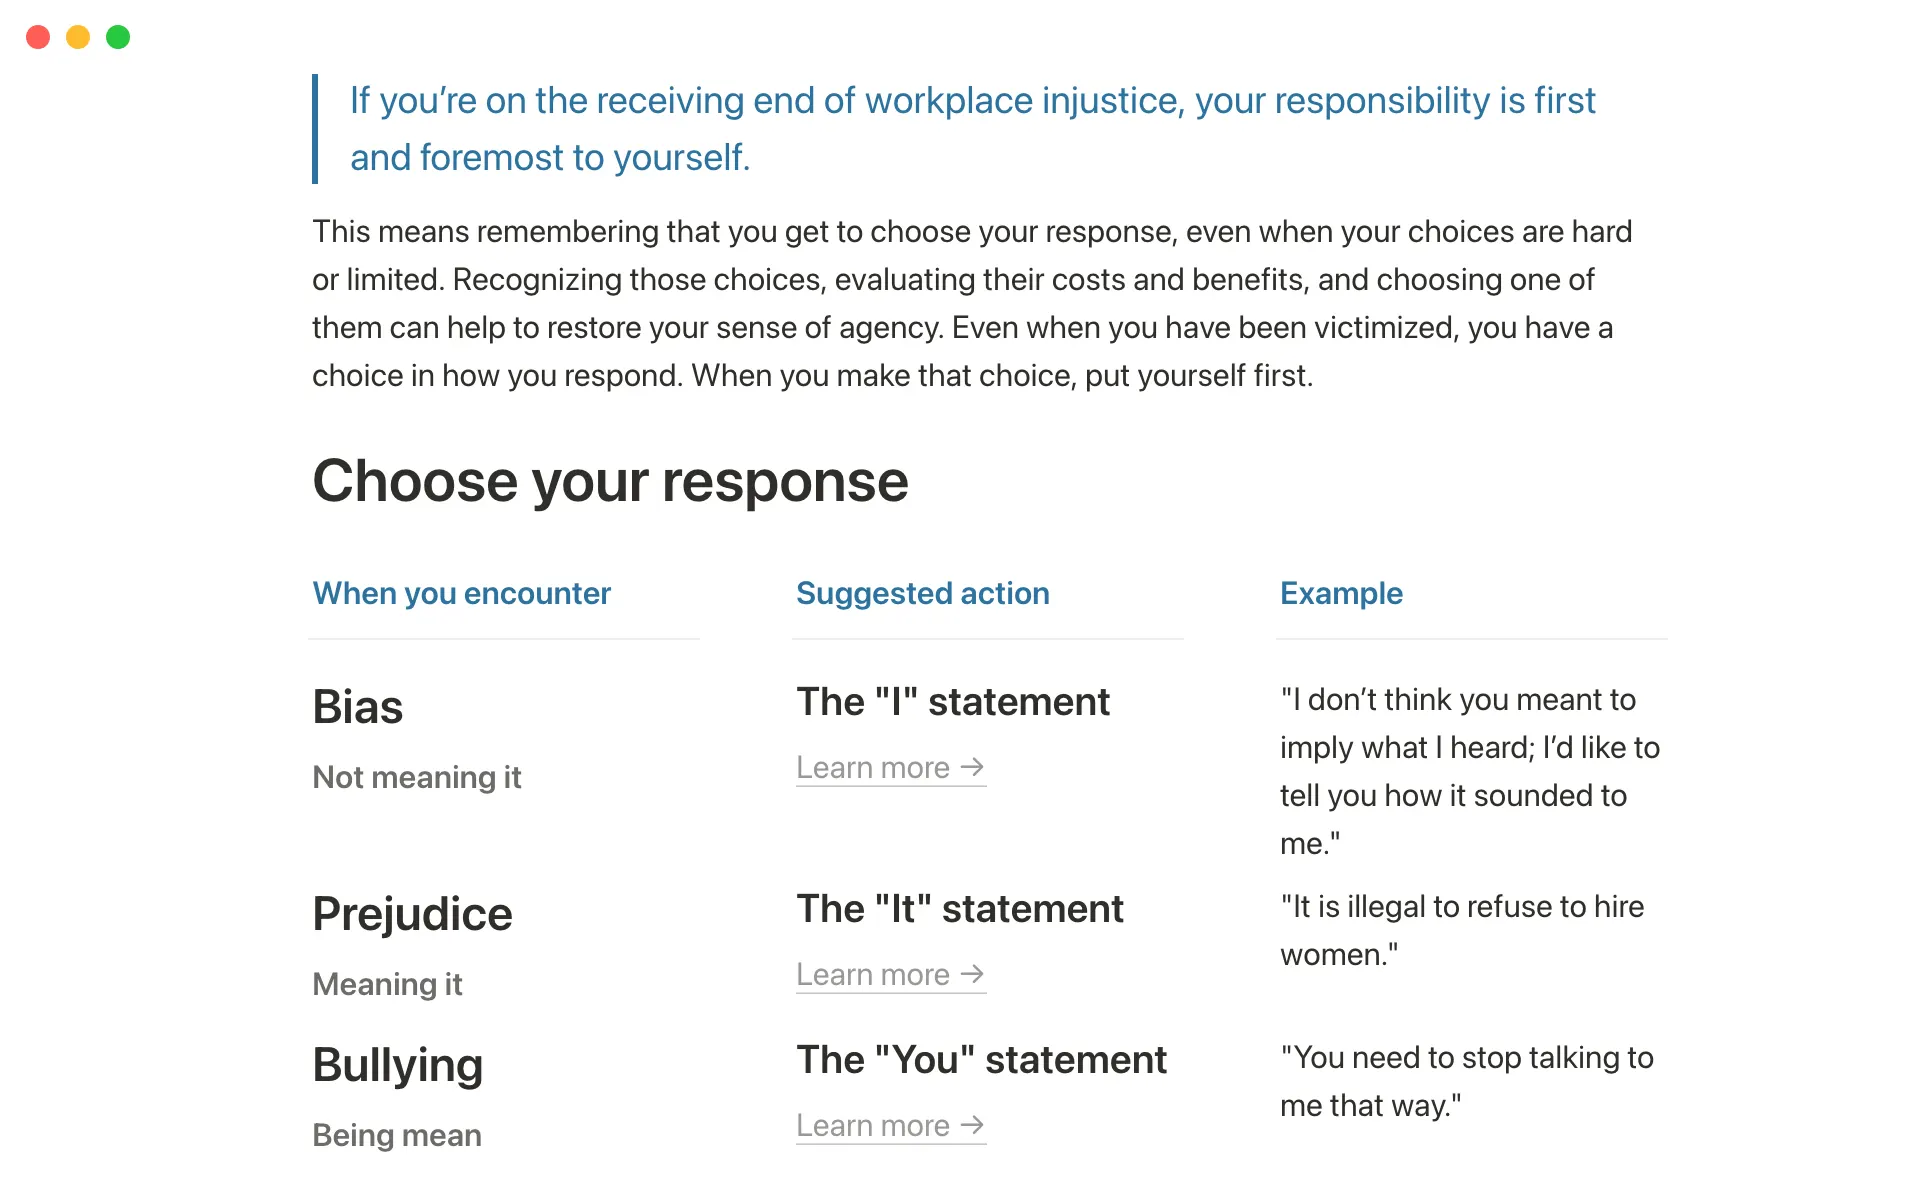 If you’re on the receiving end of workplace injustice, your responsibility is first
and foremost to yourself.
This means remembering that you get to choose your response, even when your choices are hard
or limited. Recognizing those choices, evaluating their costs and benefits, and choosing one of
them can help to restore your sense of agency. Even when you have been victimized, you have a
choice in how you respond. When you make that choice, put yourself first.
Choose your response
When you encounter
Suggested action
Example
Bias
Not meaning it
The "I" statement
Learn more →
"I don’t think you meant to
imply what I heard; I’d like to
tell you how it sounded to
me."
Prejudice
Meaning it
The "It" statement
Learn more →
"It is illegal to refuse to hire
women."
Bullying
Being mean
The "You" statement
Learn more →
"You need to stop talking to
me that way."